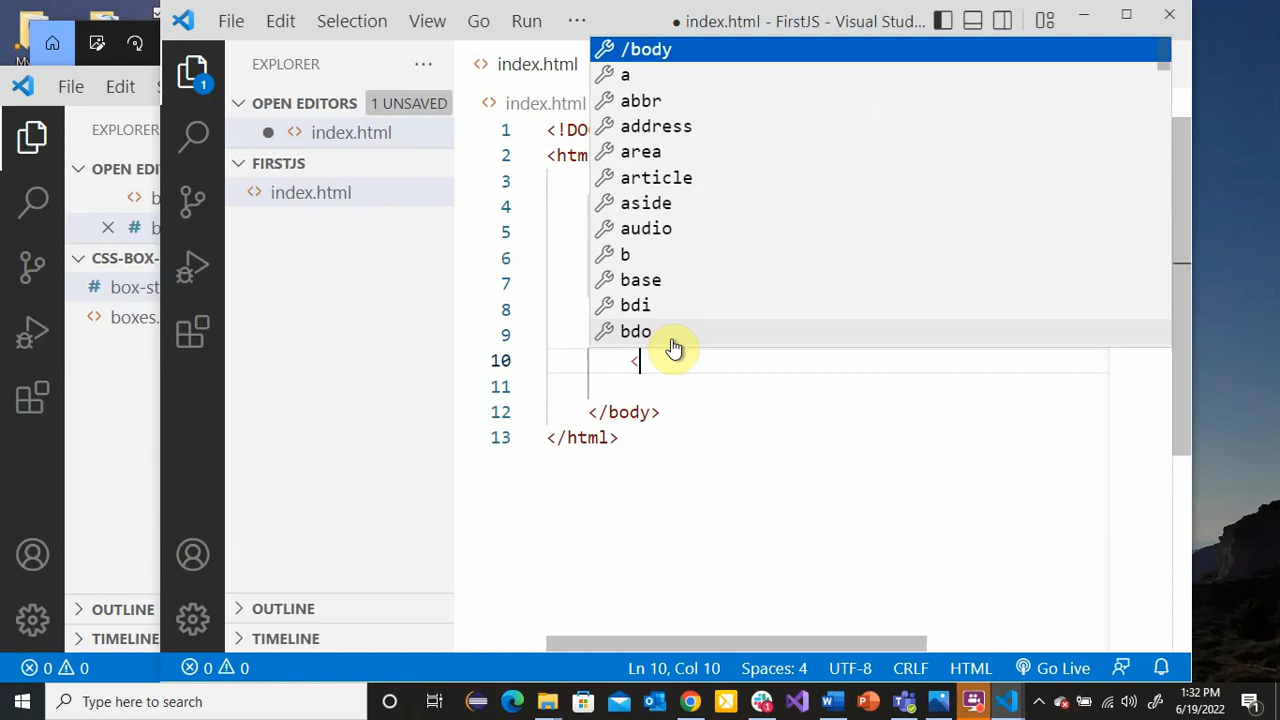 My
File Edit
File Edit Selection View Go Run ···
● index.html - FirstJS - Visual Stud...
EXPLORER
OPEN EDI
b
# b
CSS-BOX-
# box-st
boxes.
OUTLINE
TIMELINE
0 0
EXPLORER ···
1
OPEN EDITORS 1 UNSAVED
● index.html
FIRSTJS
index.html
OUTLINE
TIMELINE
index.html
index.html
1 <!DOC
2 <htm
3
4
5
6
7
8
9
10 <
11
12 </body>
13 </html>
/body
a
abbr
address
area
article
aside
audio
b
base
bdi
bdo
0 0 Ln 10, Col 10 Spaces: 4 UTF-8 CRLF HTML Go Live
Type here to search
1:32 PM
6/19/2022